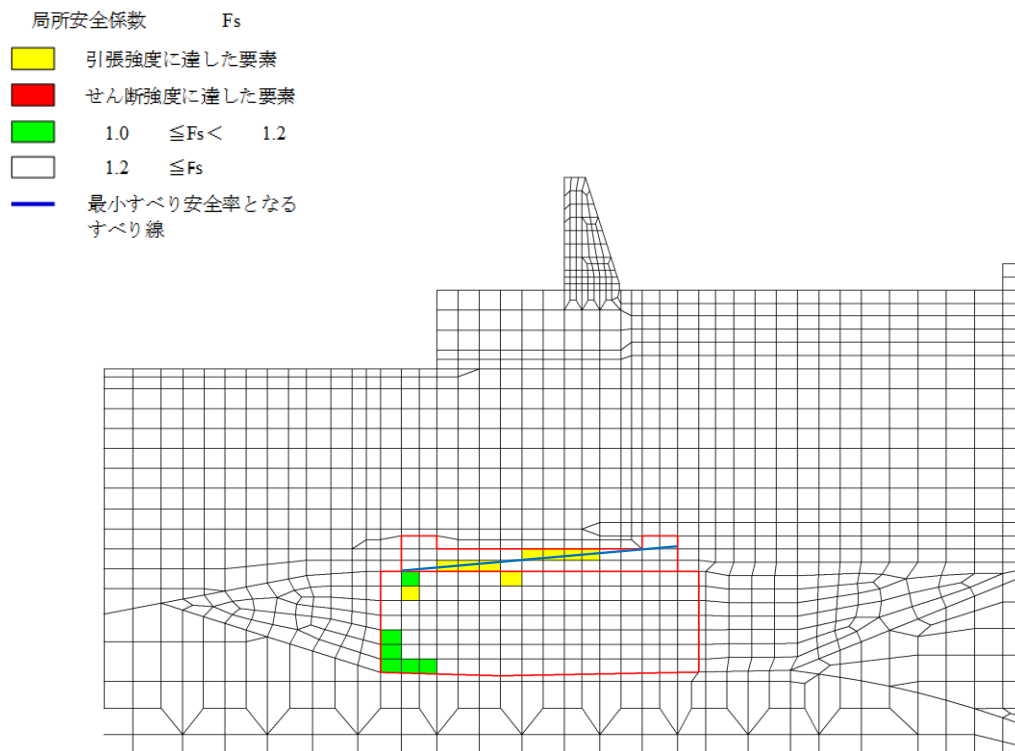 局所安全係数 Fs
引張強度に達した要素
せん断強度に達した要素
1.0 ≦Fs＜ 1.2
1.2 ≦Fs
最小すべり安全率となる
すべり線